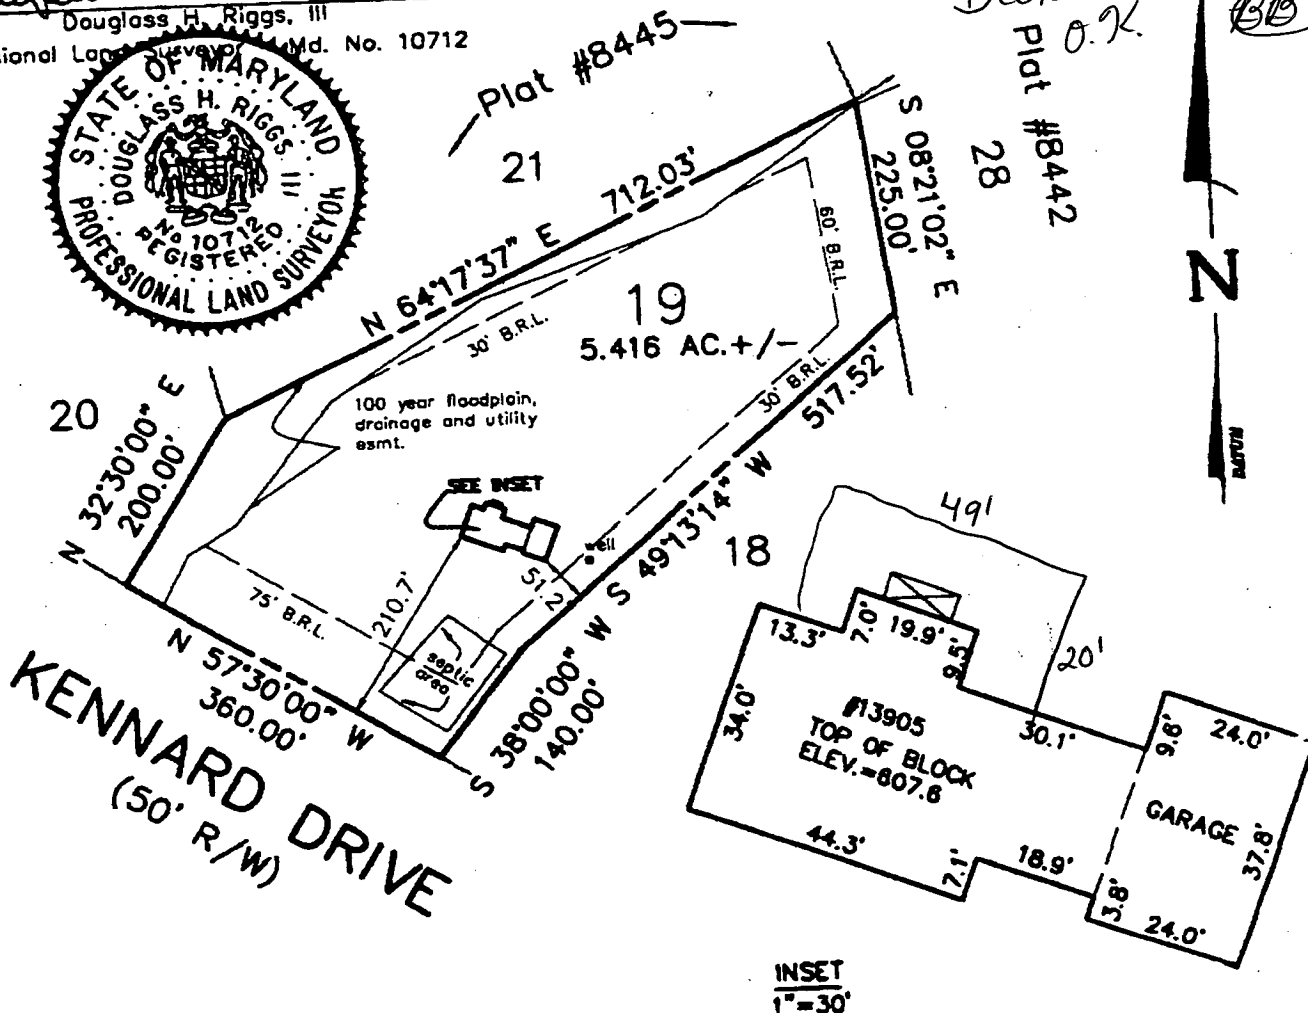 Douglass H. Riggs, III
Surveyor Md. No. 10712
STATE OF MARYLAND
DOUGLASS H. RIGGS III
No 10712
REGISTERED
PROFESSIONAL LAND SURVEYOR
Plat #8445
O.K.
BB
Plat #8442
28
21
N 64°17'37" E 712.03'
S 08°21'02" E
225.00'
60' B.R.L.
N
DATUM
19
5.416 AC.+/-
30' B.R.L.
30' B.R.L.
517.52'
S 49°13'14" W
20
N 32°30'00" E
200.00'
100 year floodplain,
drainage and utility
esmt.
SEE INSET
well
18
51.2
210.7'
75' B.R.L.
septic
area
N 57°30'00" W
360.00'
S 38°00'00" W
140.00'
KENNARD DRIVE
(50' R/W)
49'
20'
13.3'
7.0'
19.9'
9.5'
34.0'
#13905
TOP OF BLOCK
ELEV.=607.6
30.1'
9.6'
24.0'
GARAGE
37.8'
44.3'
7.1'
18.9'
3.8'
24.0'
INSET
1"=30'